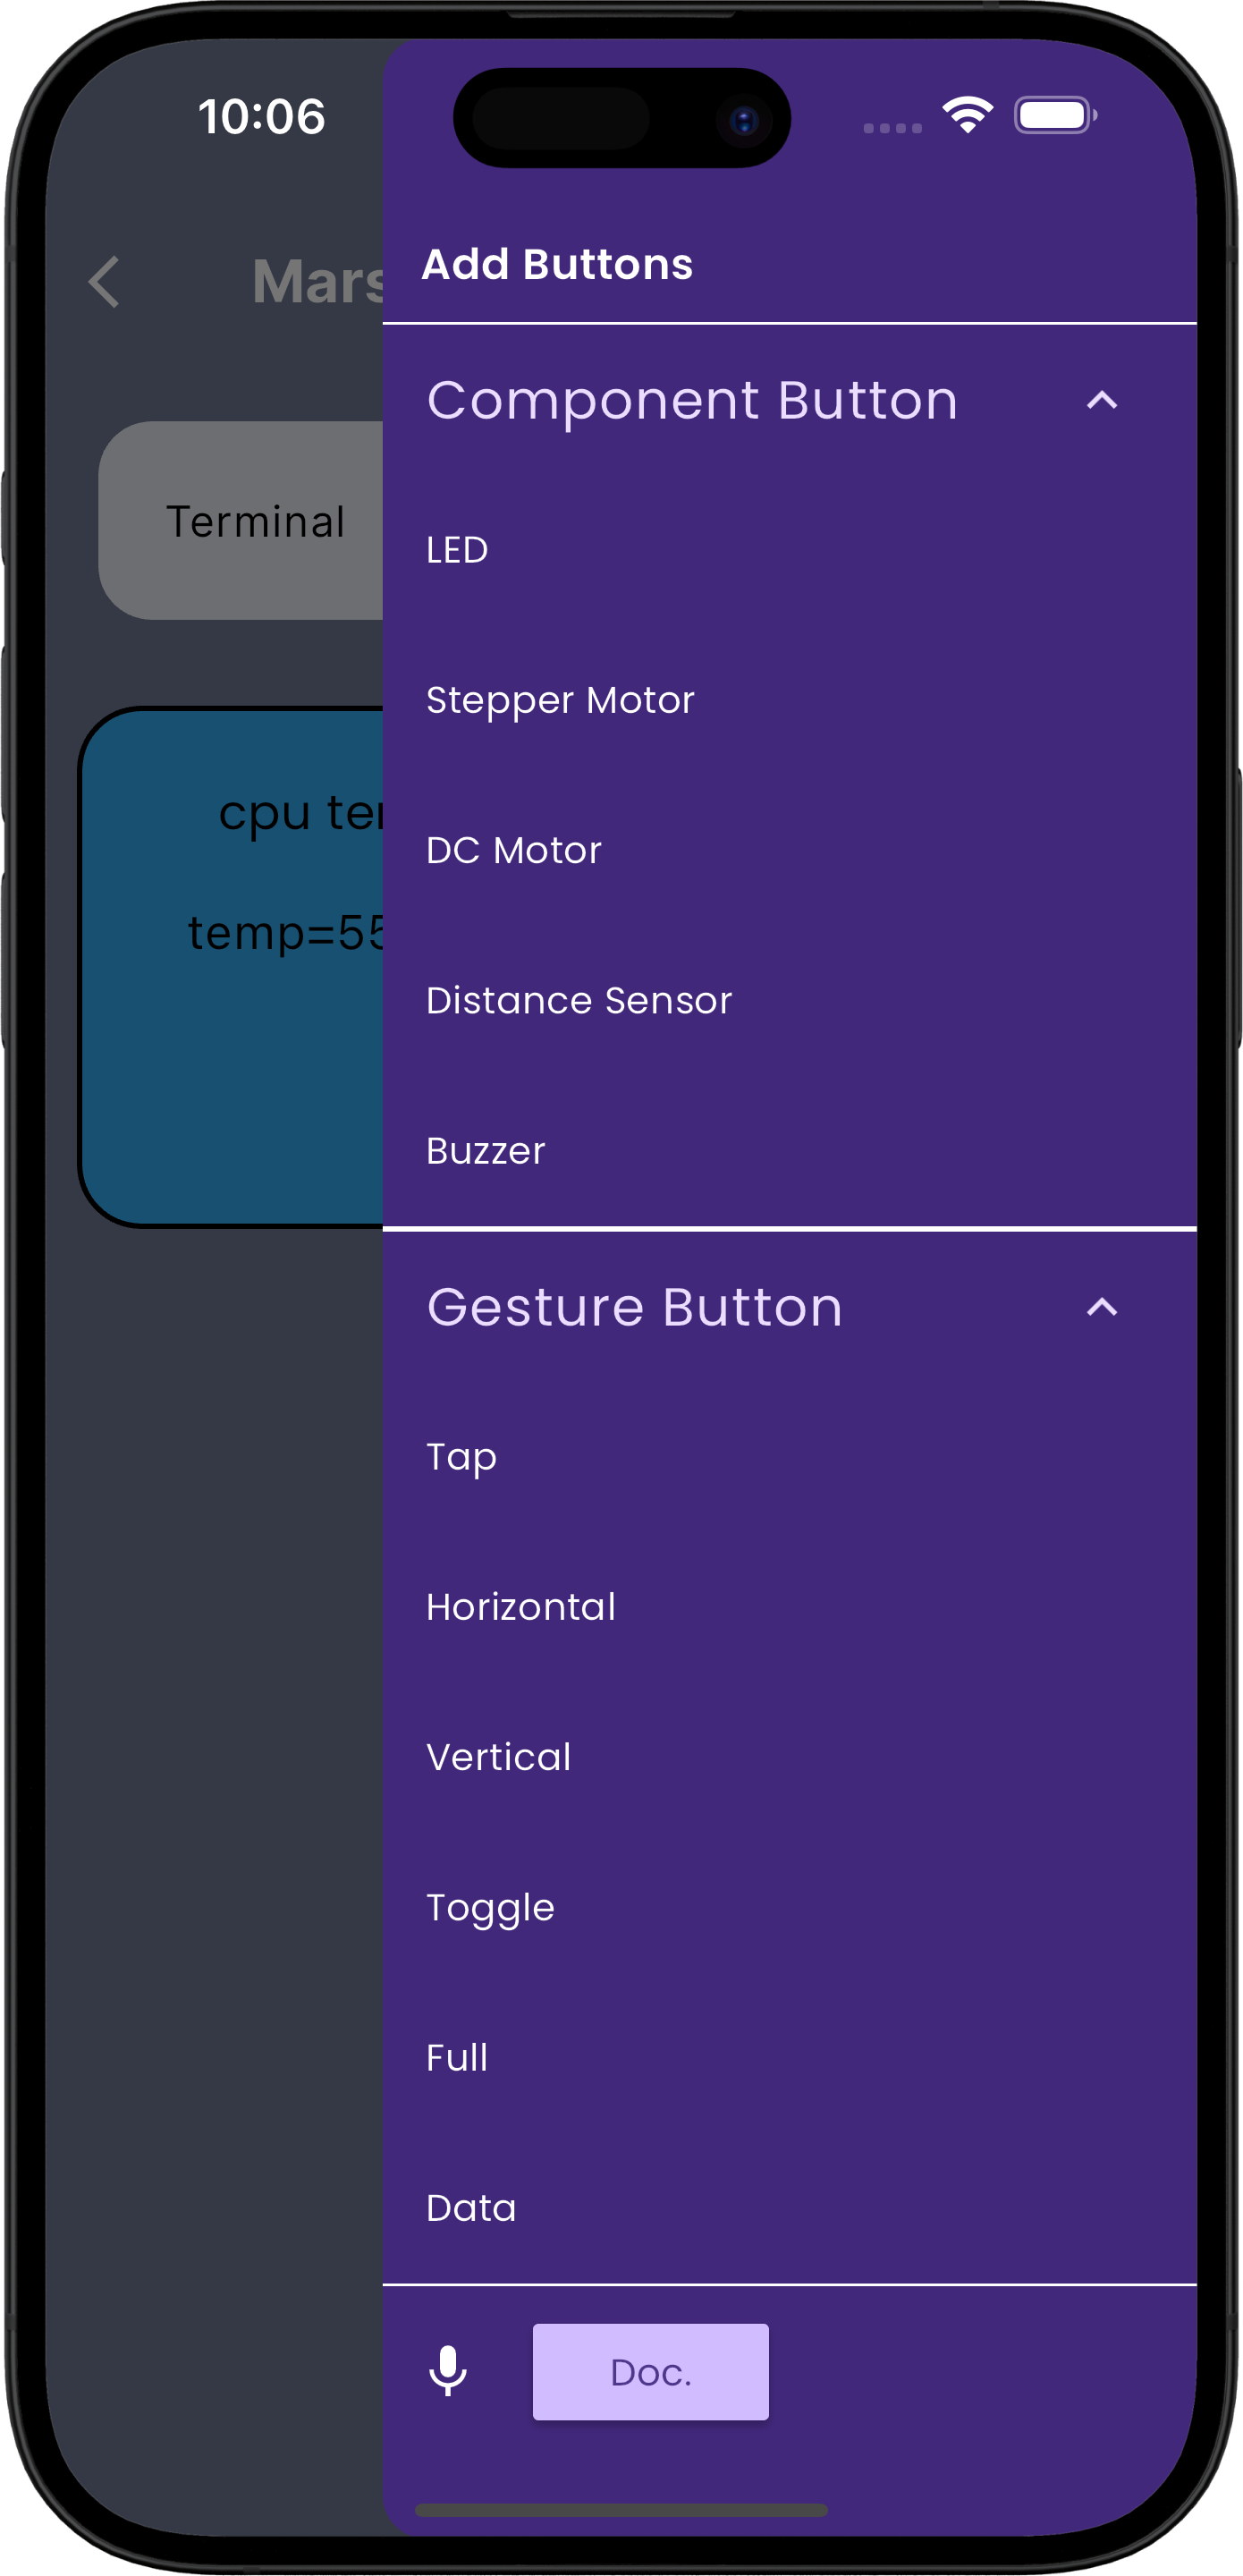 10:06
Mars
Add Buttons
Component Button
Terminal
LED
Stepper Motor
cpu
DC Motor
temp=55
Distance Sensor
Buzzer
Gesture Button
Tap
Horizontal
Vertical
Toggle
Full
Data
Doc.